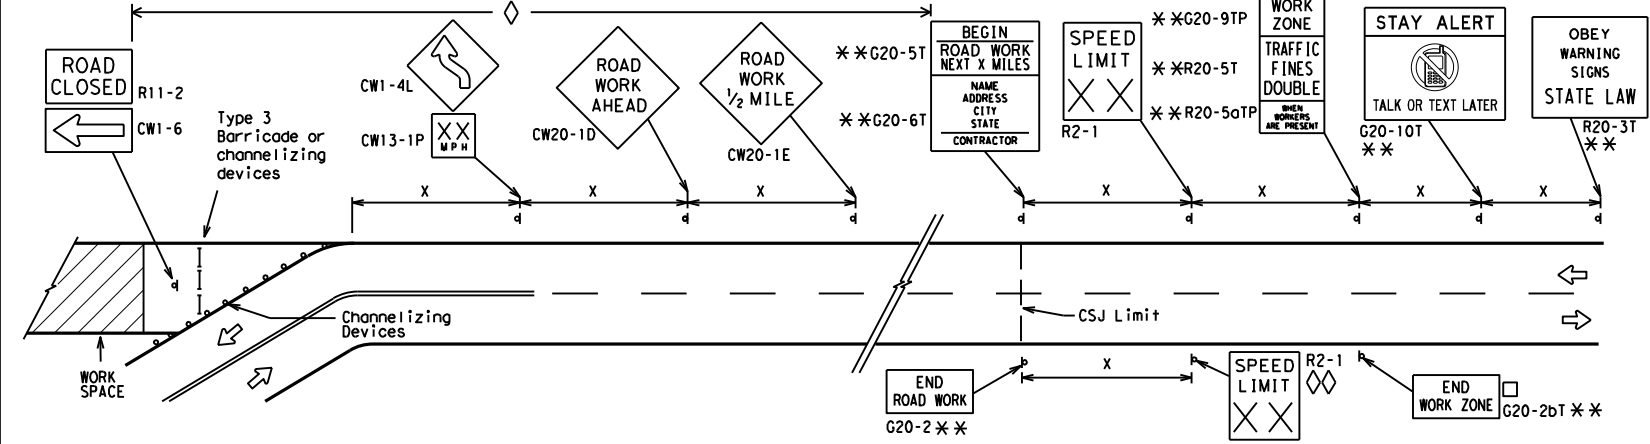 ROAD
CLOSED
R11-2
CW1-6
Type 3
Barricade or
channelizing
devices
CW1-4L
XX
MPH
CW13-1P
ROAD
WORK
AHEAD
CW20-1D
ROAD
WORK
1/2 MILE
CW20-1E
**G20-5T
**G20-6T
BEGIN
ROAD WORK
NEXT X MILES
NAME
ADDRESS
CITY
STATE
CONTRACTOR
SPEED
LIMIT
X X
R2-1
**G20-9TP
**R20-5T
**R20-5aTP
WORK
ZONE
TRAFFIC
FINES
DOUBLE
WHEN
WORKERS
ARE PRESENT
STAY ALERT
TALK OR TEXT LATER
G20-10T
**
OBEY
WARNING
SIGNS
STATE LAW
R20-3T
**
X X X X X X X
Channelizing
Devices
CSJ Limit
WORK
SPACE
X
END
ROAD WORK
G20-2**
SPEED
LIMIT
X X
R2-1
END
WORK ZONE
G20-2bT **